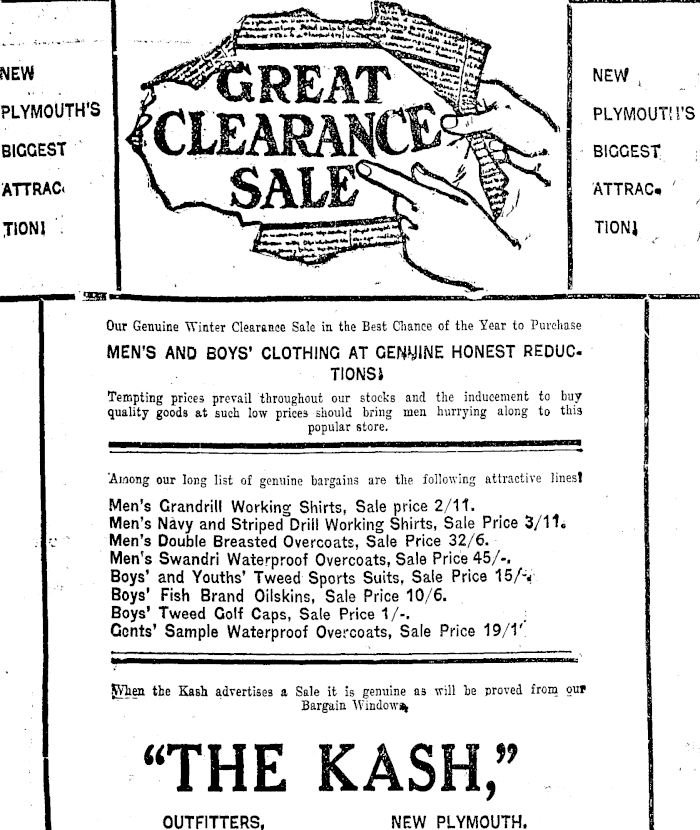 NEW
PLYMOUTH'S
BIGGEST
ATTRAC-
TION!
GREAT
CLEARANCE
SALE
NEW
PLYMOUTH'S
BIGGEST
ATTRAC-
TION!
Our Genuine Winter Clearance Sale in the Best Chance of the Year to Purchase
MEN'S AND BOYS' CLOTHING AT GENUINE HONEST REDUC-
TIONS!
Tempting prices prevail throughout our stocks and the inducement to buy
quality goods at such low prices should bring men hurrying along to this
popular store.
Among our long list of genuine bargains are the following attractive lines!
Men's Grandrill Working Shirts, Sale price 2/11.
Men's Navy and Striped Drill Working Shirts, Sale Price 3/11.
Men's Double Breasted Overcoats, Sale Price 32/6.
Men's Swandri Waterproof Overcoats, Sale Price 45/-.
Boys' and Youths' Tweed Sports Suits, Sale Price 15/-.
Boys' Fish Brand Oilskins, Sale Price 10/6.
Boys' Tweed Golf Caps, Sale Price 1/-.
Gents' Sample Waterproof Overcoats, Sale Price
When the Kash advertises a Sale it is genuine as will be proved from our
Bargain Window.
"THE KASH,"
OUTFITTERS, NEW PLYMOUTH.